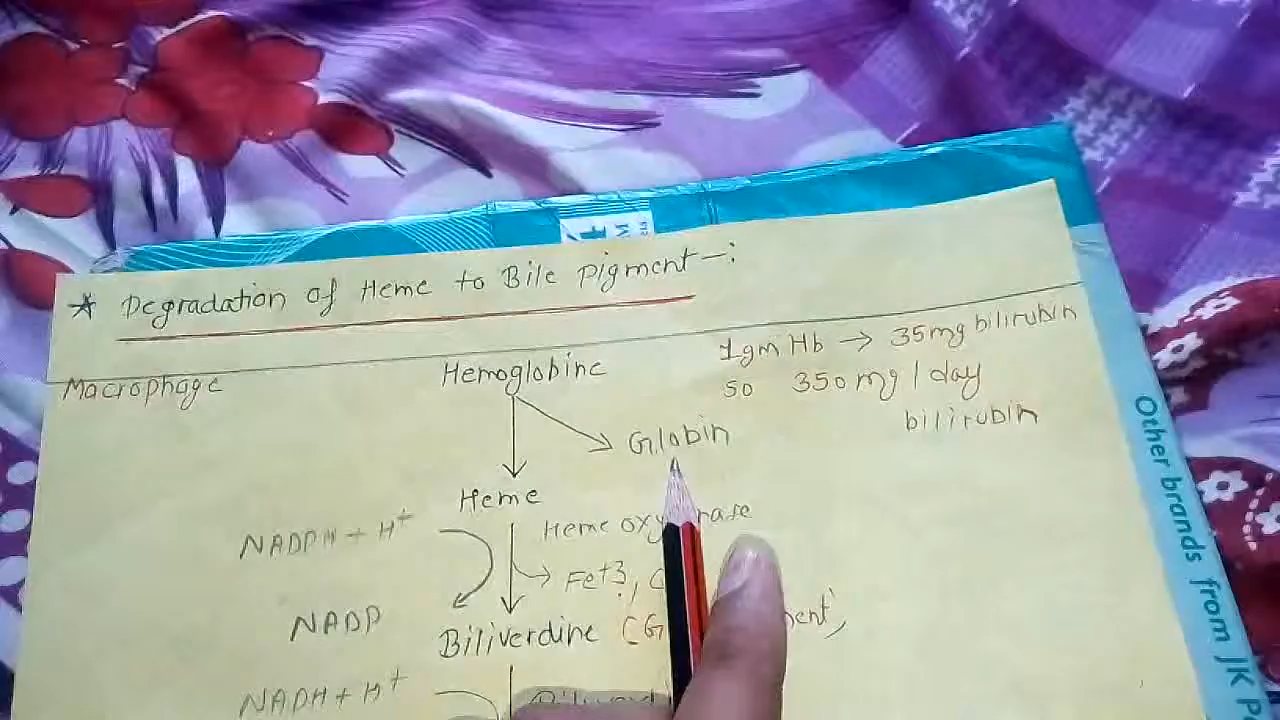 * Degradation of Heme to Bile Pigment-:
1gm Hb → 35mg bilirubin
Macrophage
Hemoglobine
so 350mg/day
bilirubin
Globin
Heme
NADPH + H+
Heme
Fe+3,
NADP
Biliverdine
NADH + H+
Other brands from JK